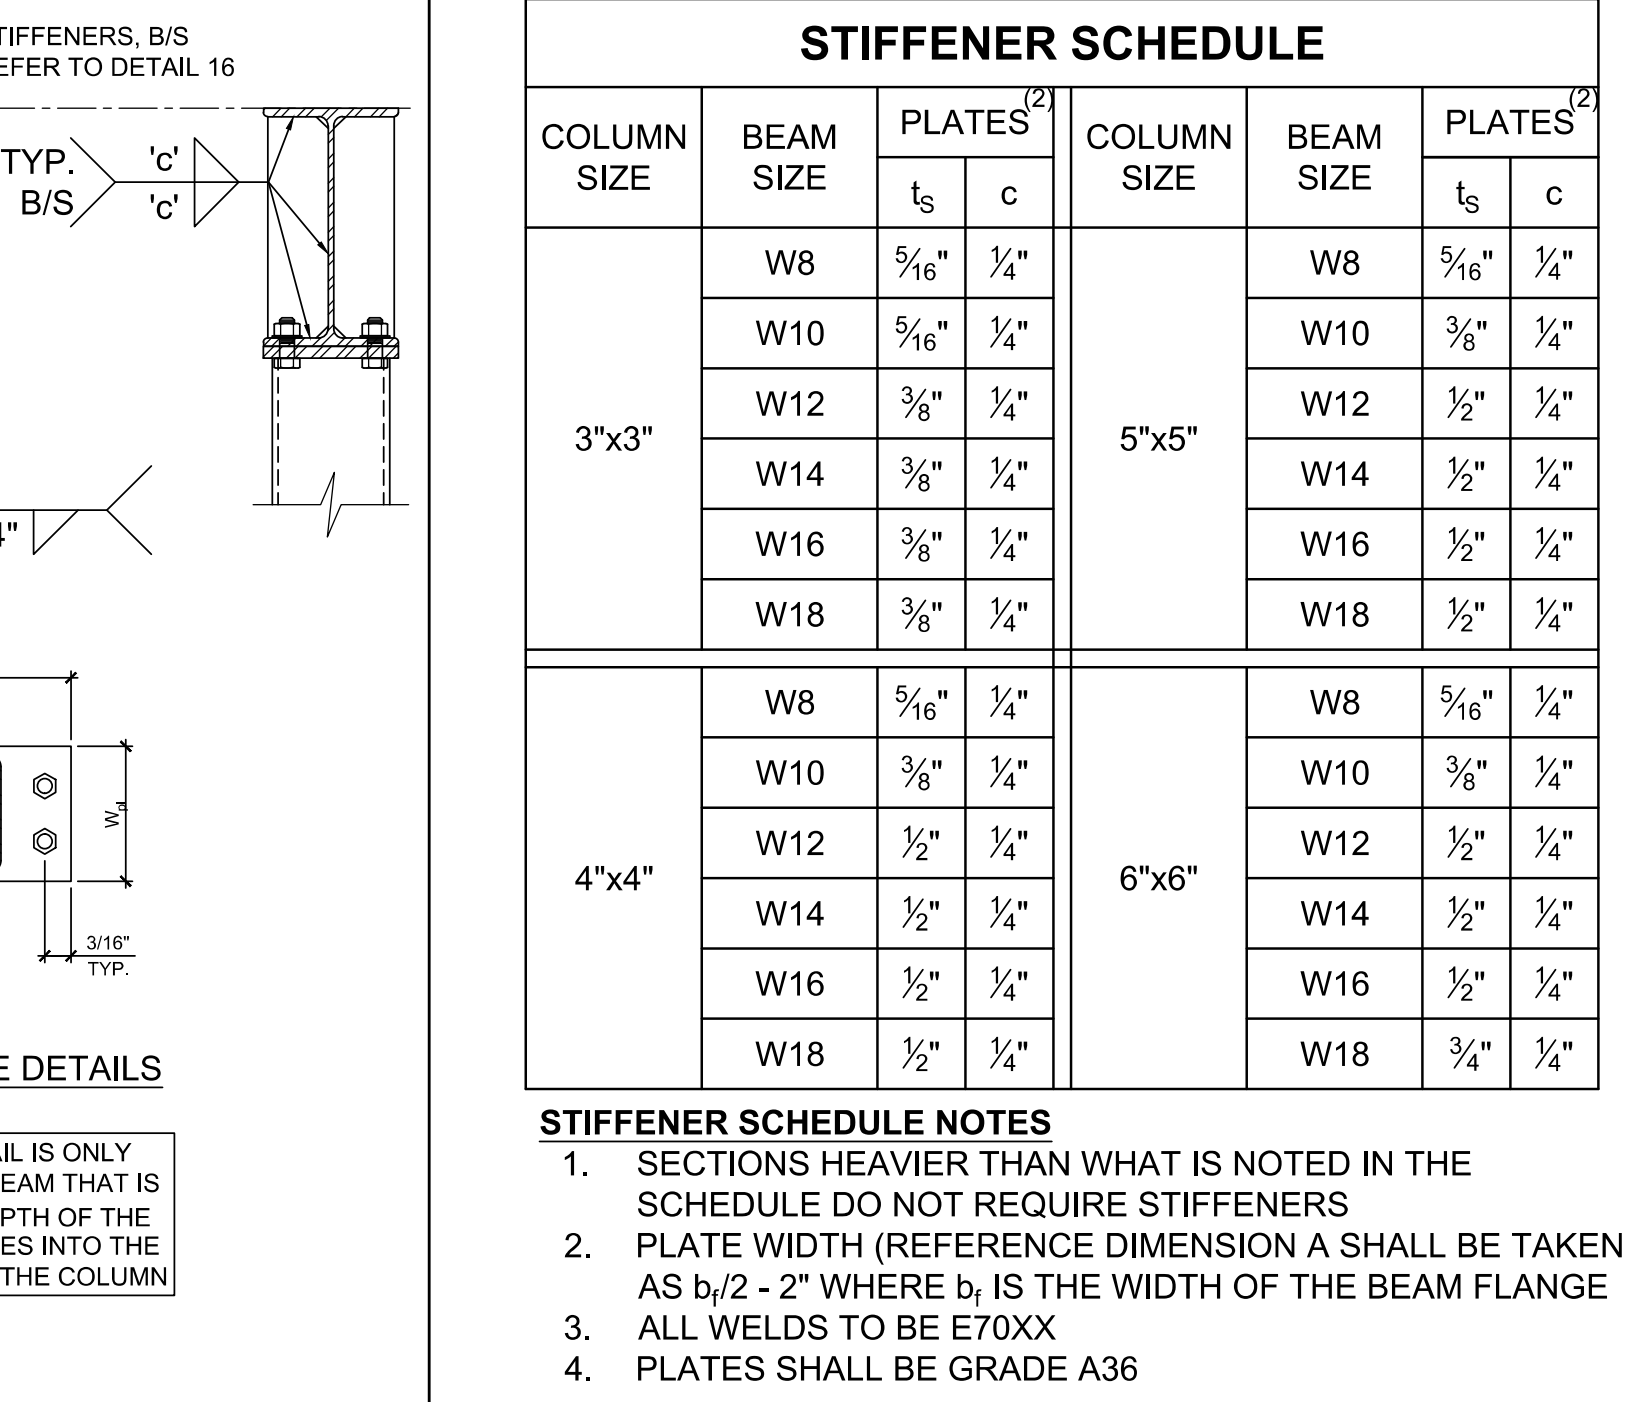 TIFFENERS, B/S
EFER TO DETAIL 16
TYP.
B/S
'c'
'c'
4"
W_pl
3/16"
TYP.
E DETAILS
AIL IS ONLY
EAM THAT IS
PTH OF THE
ES INTO THE
THE COLUMN
STIFFENER SCHEDULE
COLUMN SIZE BEAM SIZE PLATES(2) COLUMN SIZE BEAM SIZE PLATES(2)
t_S c t_S c
3"x3" 5"x5"
W8 5/16" 1/4" W8 5/16" 1/4"
W10 5/16" 1/4" W10 3/8" 1/4"
W12 3/8" 1/4" W12 1/2" 1/4"
W14 3/8" 1/4" W14 1/2" 1/4"
W16 3/8" 1/4" W16 1/2" 1/4"
W18 3/8" 1/4" W18 1/2" 1/4"
4"x4" 6"x6"
W8 5/16" 1/4" W8 5/16" 1/4"
W10 3/8" 1/4" W10 3/8" 1/4"
W12 1/2" 1/4" W12 1/2" 1/4"
W14 1/2" 1/4" W14 1/2" 1/4"
W16 1/2" 1/4" W16 1/2" 1/4"
W18 1/2" 1/4" W18 3/4" 1/4"
STIFFENER SCHEDULE NOTES
1. SECTIONS HEAVIER THAN WHAT IS NOTED IN THE
SCHEDULE DO NOT REQUIRE STIFFENERS
2. PLATE WIDTH (REFERENCE DIMENSION A SHALL BE TAKEN
AS b_f/2 - 2" WHERE b_f IS THE WIDTH OF THE BEAM FLANGE
3. ALL WELDS TO BE E70XX
4. PLATES SHALL BE GRADE A36